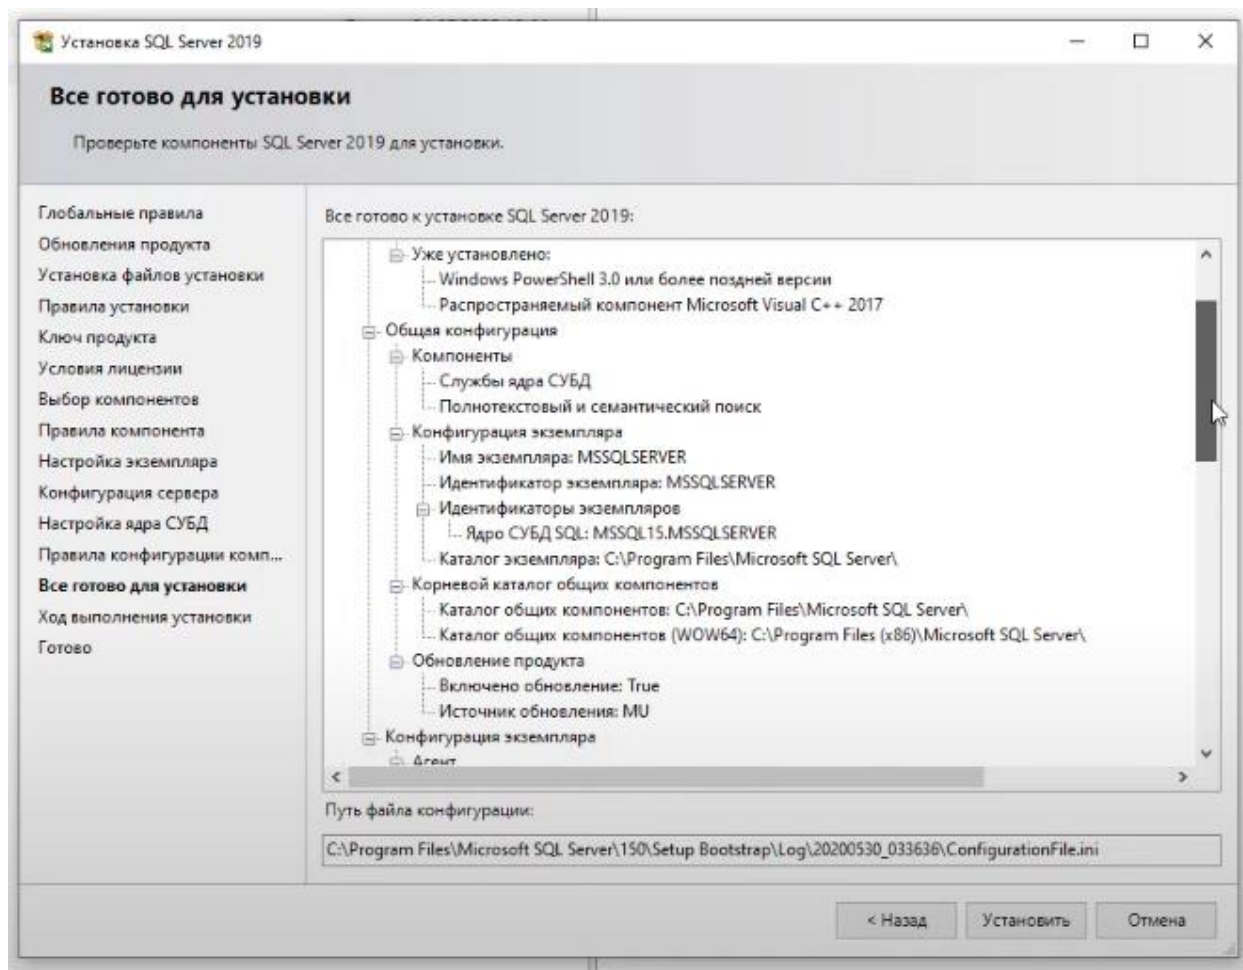 Установка SQL Server 2019
Все готово для установки
Проверьте компоненты SQL Server 2019 для установки.
Глобальные правила
Обновления продукта
Установка файлов установки
Правила установки
Ключ продукта
Условия лицензии
Выбор компонентов
Правила компонента
Настройка экземпляра
Конфигурация сервера
Настройка ядра СУБД
Правила конфигурации комп...
Все готово для установки
Ход выполнения установки
Готово
Все готово к установке SQL Server 2019:
Уже установлено:
Windows PowerShell 3.0 или более поздней версии
Распространяемый компонент Microsoft Visual C++ 2017
Общая конфигурация
Компоненты
Службы ядра СУБД
Полнотекстовый и семантический поиск
Конфигурация экземпляра
Имя экземпляра: MSSQLSERVER
Идентификатор экземпляра: MSSQLSERVER
Идентификаторы экземпляров
Ядро СУБД SQL: MSSQL15.MSSQLSERVER
Каталог экземпляра: C:\Program Files\Microsoft SQL Server\
Корневой каталог общих компонентов
Каталог общих компонентов: C:\Program Files\Microsoft SQL Server\
Каталог общих компонентов (WOW64): C:\Program Files (x86)\Microsoft SQL Server\
Обновление продукта
Включено обновление: True
Источник обновления: MU
Конфигурация экземпляра
Агент
Путь файла конфигурации:
C:\Program Files\Microsoft SQL Server\150\Setup Bootstrap\Log\20200530_033636\ConfigurationFile.ini
< Назад
Установить
Отмена